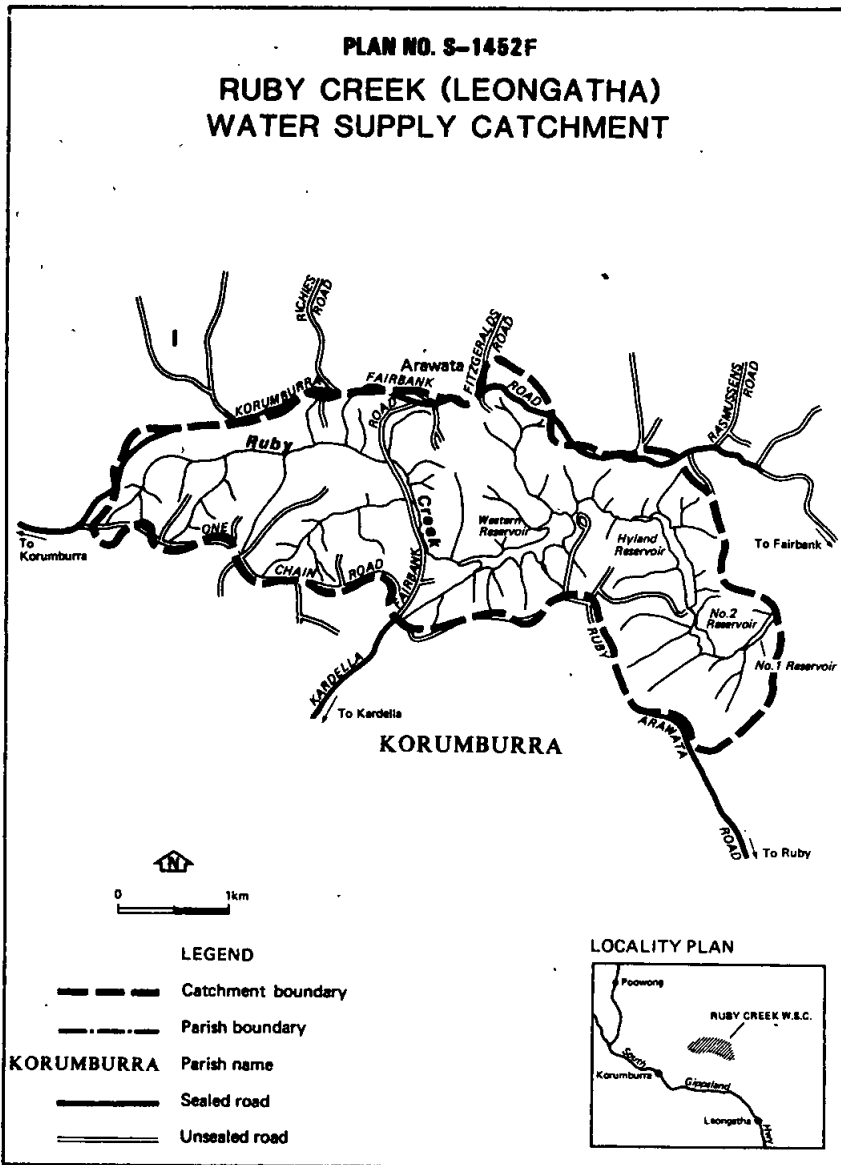 PLAN NO. S-1452F
RUBY CREEK (LEONGATHA)
WATER SUPPLY CATCHMENT
RICHIES
ROAD
Arawata
FITZGERALDS
ROAD
FAIRBANK
KORUMBURRA
ROAD
ROAD
RASMUSSENS
ROAD
Ruby
Creek
Western
Reservoir
Hyland
Reservoir
To
Korumburra
ONE
CHAIN
ROAD
FAIRBANK
To Fairbank
No.2
Reservoir
No.1 Reservoir
RUBY
KARDELLA
To Kardella
KORUMBURRA
ARAWATA
ROAD
To Ruby
N
0 1km
LEGEND
Catchment boundary
Parish boundary
KORUMBURRA Parish name
Sealed road
Unsealed road
LOCALITY PLAN
Poowong
RUBY CREEK W.S.C.
South
Korumburra
Gippsland
Leongatha
Hwy